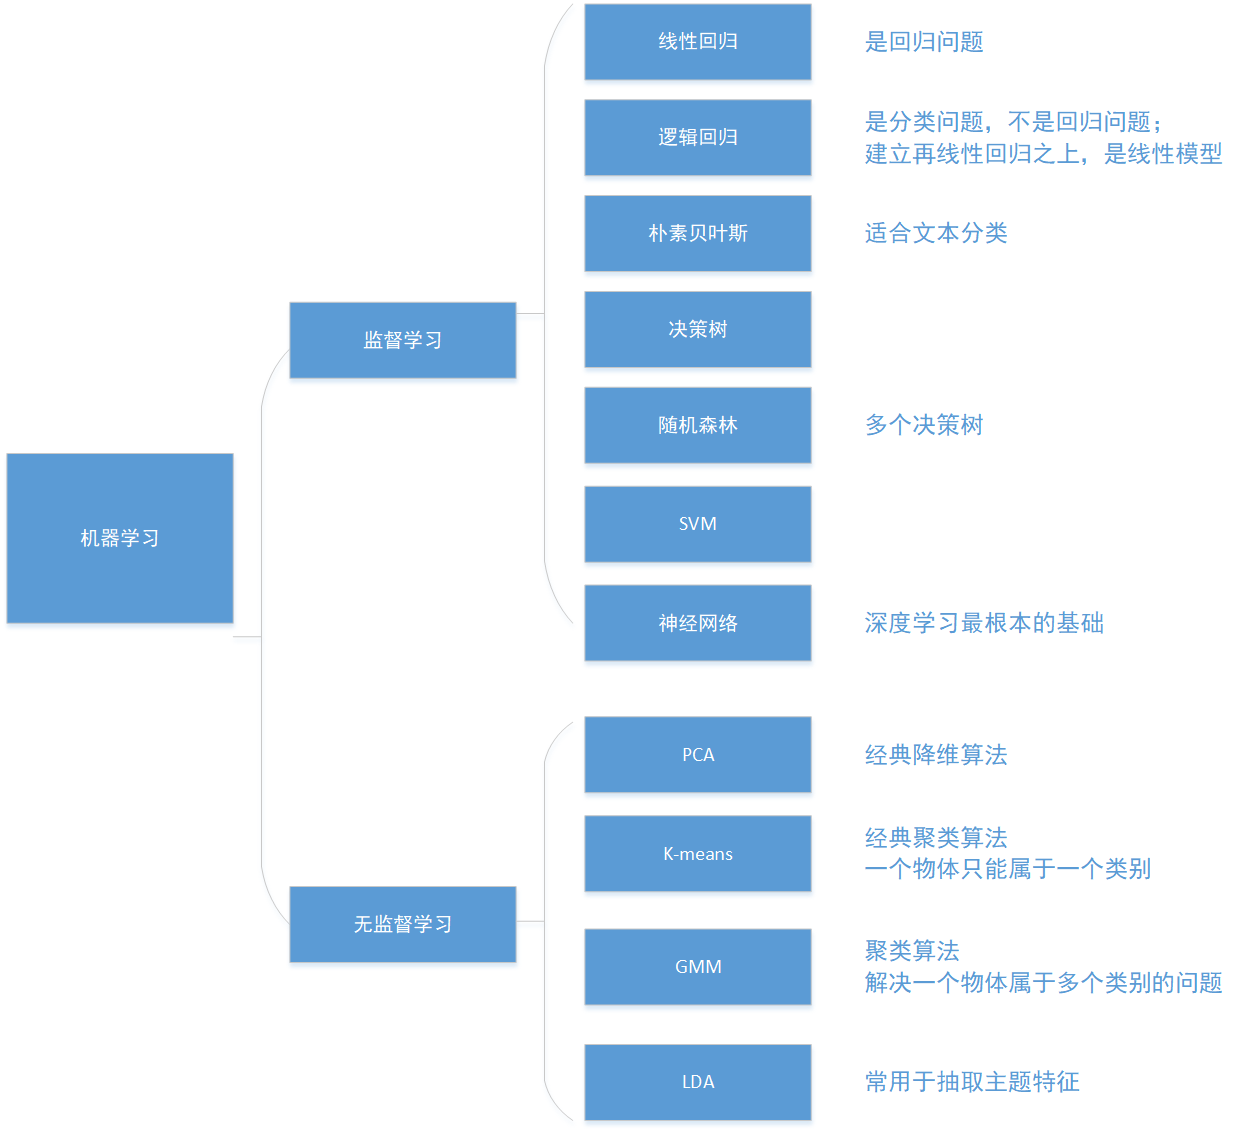 机器学习
监督学习
线性回归
是回归问题
逻辑回归
是分类问题，不是回归问题；
建立再线性回归之上，是线性模型
朴素贝叶斯
适合文本分类
决策树
随机森林
多个决策树
SVM
神经网络
深度学习最根本的基础
无监督学习
PCA
经典降维算法
K-means
经典聚类算法
一个物体只能属于一个类别
GMM
聚类算法
解决一个物体属于多个类别的问题
LDA
常用于抽取主题特征